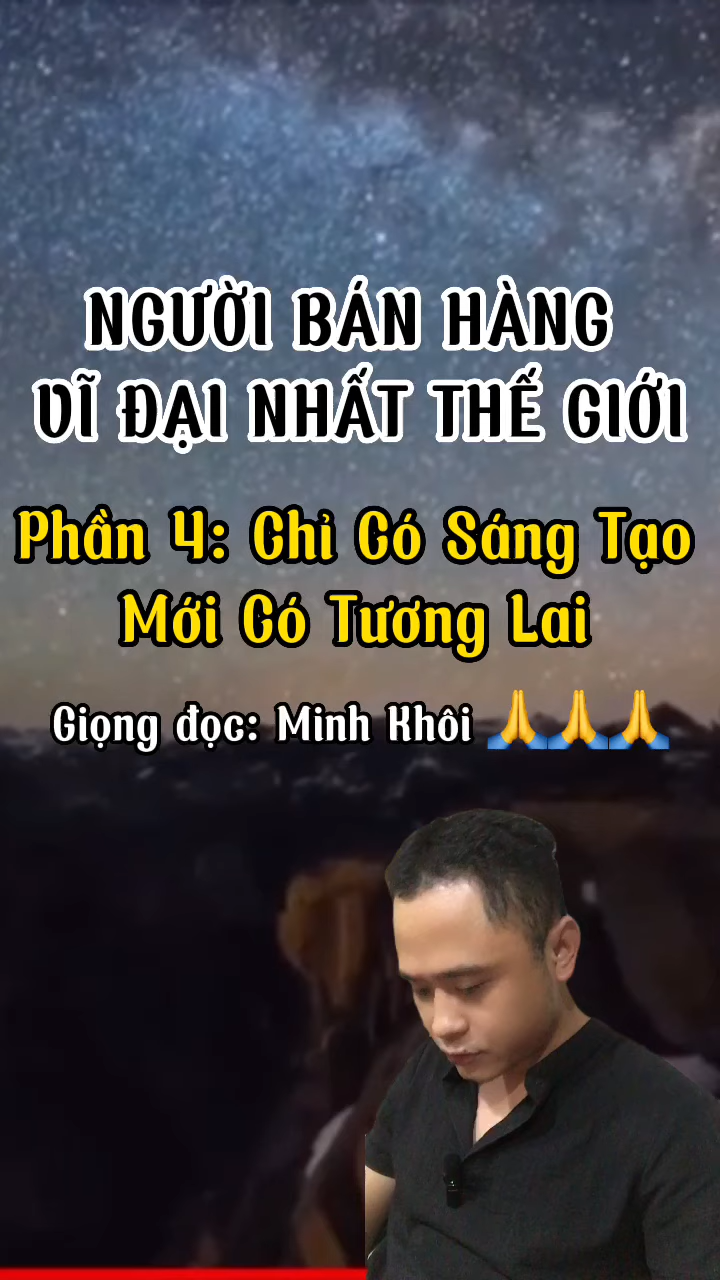 NGƯỜI BÁN HÀNG
VĨ ĐẠI NHẤT THẾ GIỚI
Phần 4: Chỉ Có Sáng Tạo
Mới Có Tương Lai
Giọng đọc: Minh Khôi 🙏🙏🙏